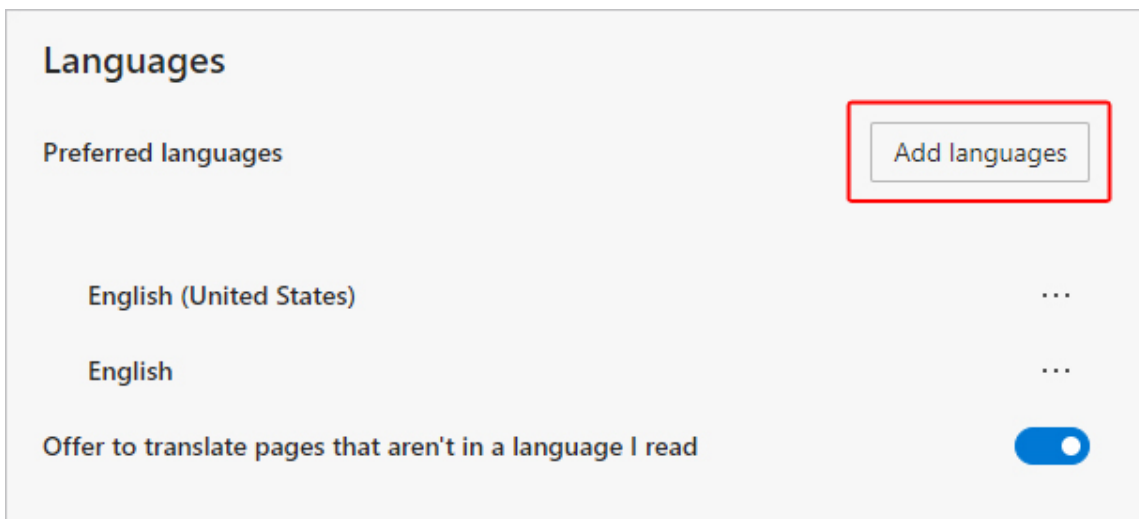 Languages
Preferred languages
Add languages
English (United States)
...
English
...
Offer to translate pages that aren't in a language I read